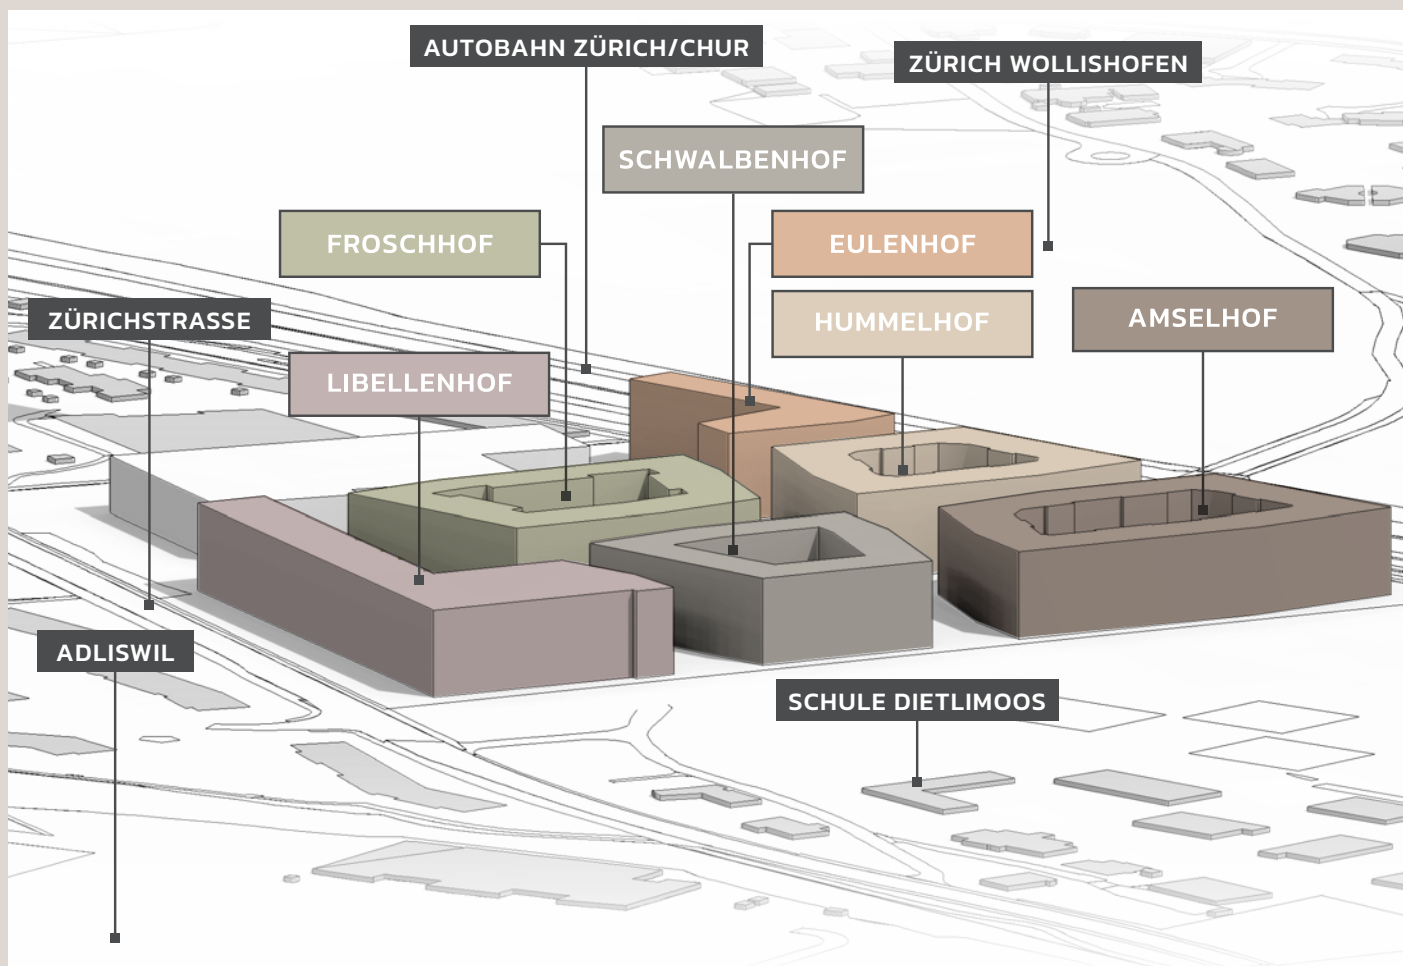 AUTOBAHN ZÜRICH/CHUR
ZÜRICH WOLLISHOFEN
SCHWALBENHOF
FROSCHHOF
EULENHOF
ZÜRICHSTRASSE
HUMMELHOF
AMSELHOF
LIBELLENHOF
ADLISWIL
SCHULE DIETLIMOOS